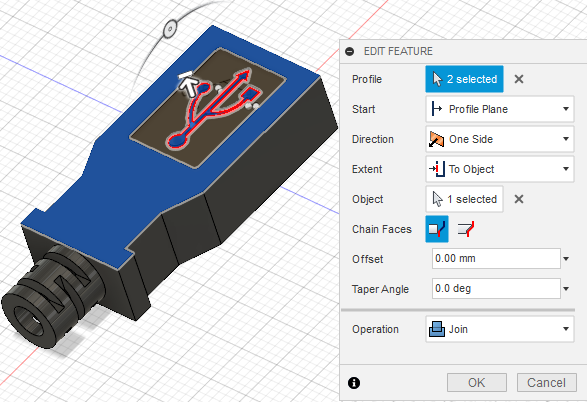 EDIT FEATURE
Profile 2 selected
Start Profile Plane
Direction One Side
Extent To Object
Object 1 selected
Chain Faces
Offset 0.00 mm
Taper Angle 0.0 deg
Operation Join
OK Cancel